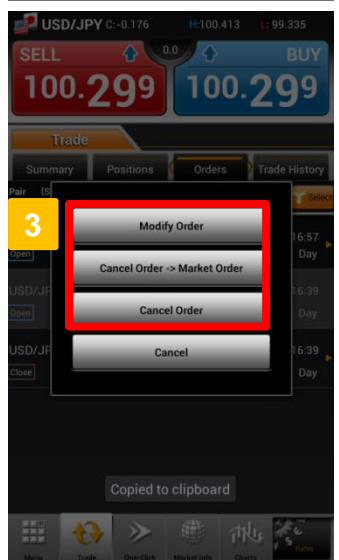 USD/JPY C:-0.176 H:100.413 L: 99.335
SELL 0.0 BUY
100.299 100.299
Trade
Summary Positions Orders Trade History
Pair (S Select
3
Modify Order
16:57
Open Day
Cancel Order -> Market Order
USD/JP 16:39
Cancel Order
Open Day
USD/JP Cancel 16:39
Close Day
Copied to clipboard
Menu Trade One-Click Market Info Charts Rates